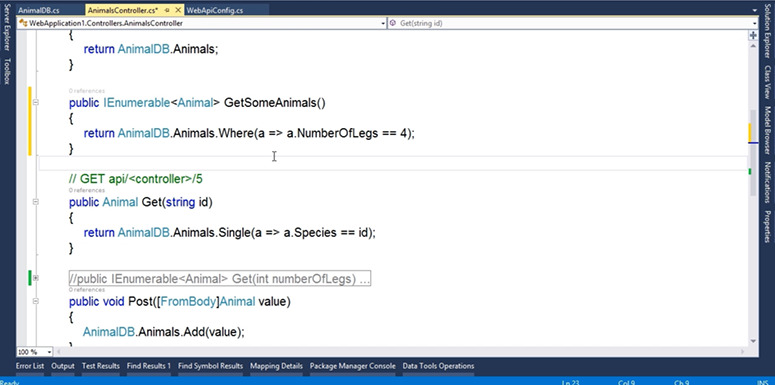 AnimalDB.cs AnimalsController.cs* WebApiConfig.cs
WebApplication1.Controllers.AnimalsController Get(string id)
{
return AnimalDB.Animals;
}
0 references
public IEnumerable<Animal> GetSomeAnimals()
{
return AnimalDB.Animals.Where(a => a.NumberOfLegs == 4);
}
// GET api/<controller>/5
0 references
public Animal Get(string id)
{
return AnimalDB.Animals.Single(a => a.Species == id);
}
//public IEnumerable<Animal> Get(int numberOfLegs) ...
0 references
public void Post([FromBody]Animal value)
{
AnimalDB.Animals.Add(value);
}
100 %
Error List Output Test Results Find Results 1 Find Symbol Results Mapping Details Package Manager Console Data Tools Operations
Ready Ln 23 Col 9 Ch 9 INS
Server Explorer
Toolbox
Solution Explorer
Class View
Model Browser
Notifications
Properties